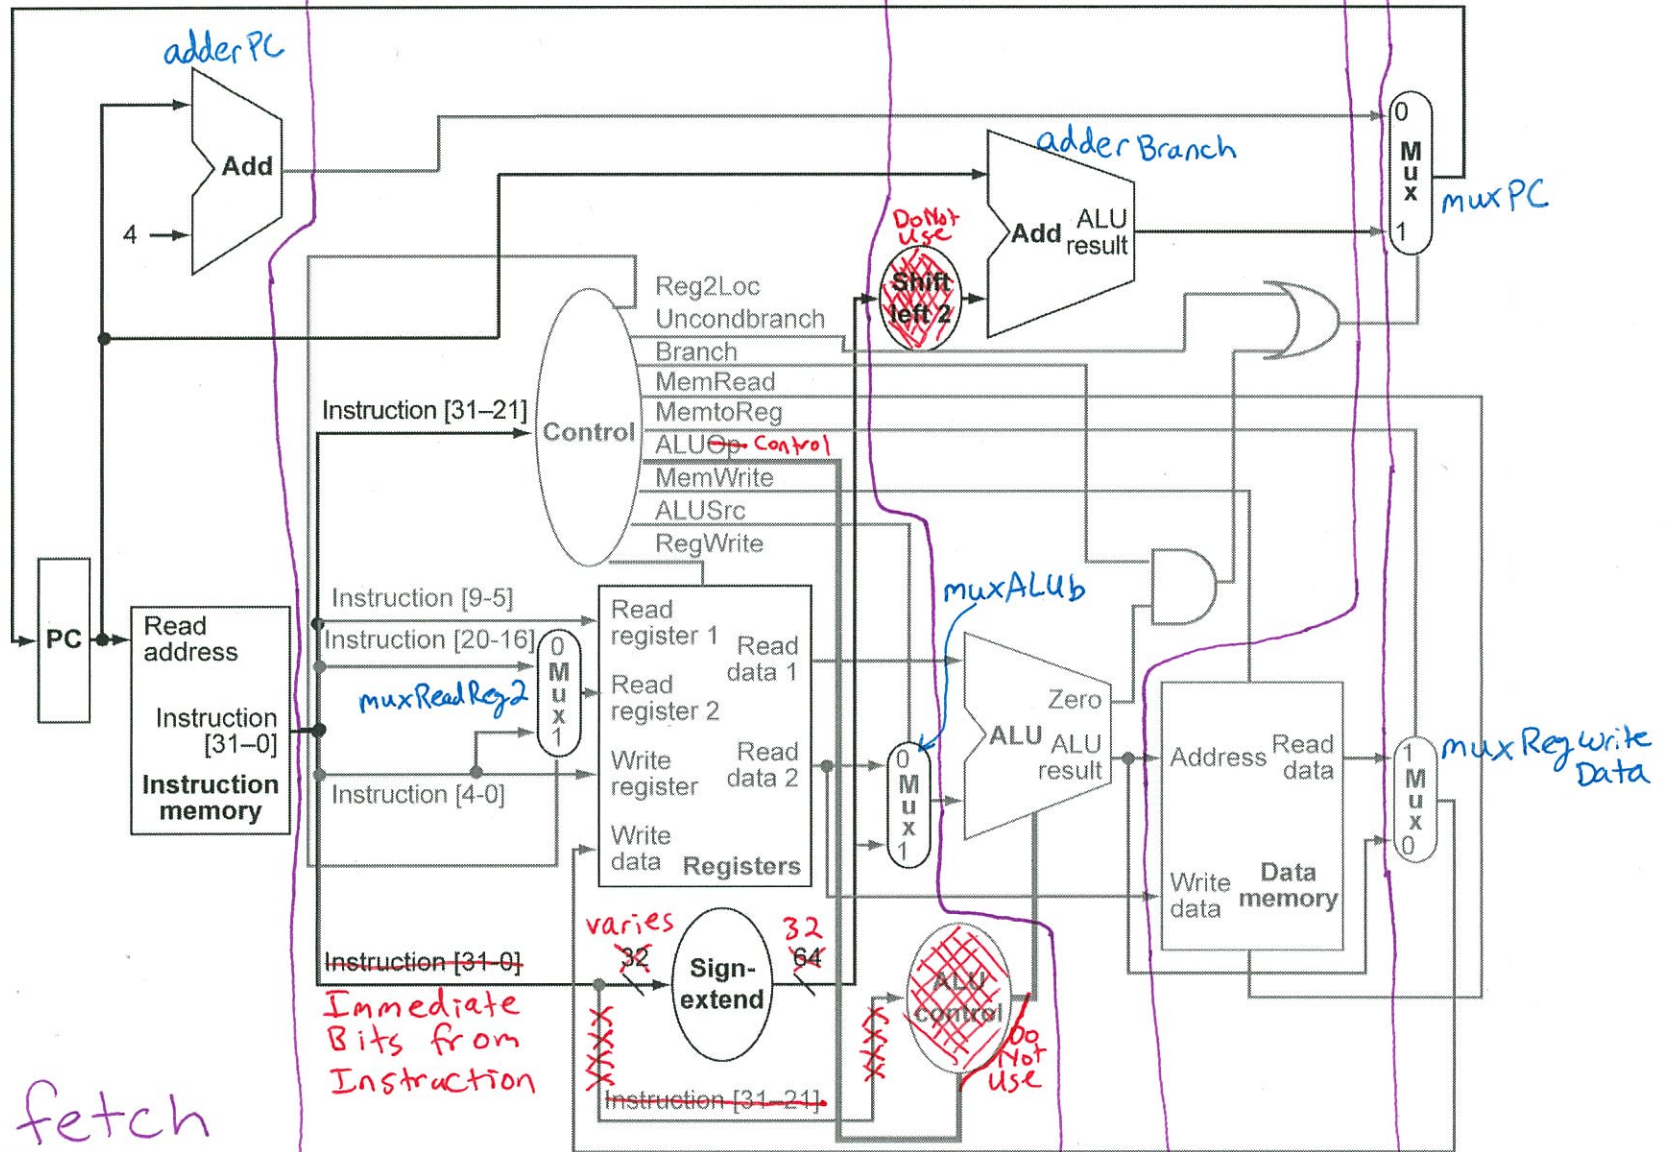 adderPC
Add
4
adderBranch
Add
ALU
result
0
Mux
1
muxPC
Do Not
Use
Shift
left 2
Reg2Loc
Uncondbranch
Branch
MemRead
MemtoReg
ALUOp Control
MemWrite
ALUSrc
RegWrite
Instruction [31–21]
Control
PC
Read
address
Instruction
[31–0]
Instruction
memory
Instruction [9-5]
Instruction [20-16]
Instruction [4-0]
0
Mux
1
muxReadReg2
Read
register 1
Read
register 2
Write
register
Write
data
Read
data 1
Read
data 2
Registers
muxALUb
0
Mux
1
Zero
ALU
ALU
result
Address
Read
data
Write
data
Data
memory
1
Mux
0
muxRegWrite
Data
Instruction [31-0]
Immediate
Bits from
Instruction
varies
32
Sign-
extend
32
64
ALU
control
Do
Not
Use
Instruction [31–21]
fetch